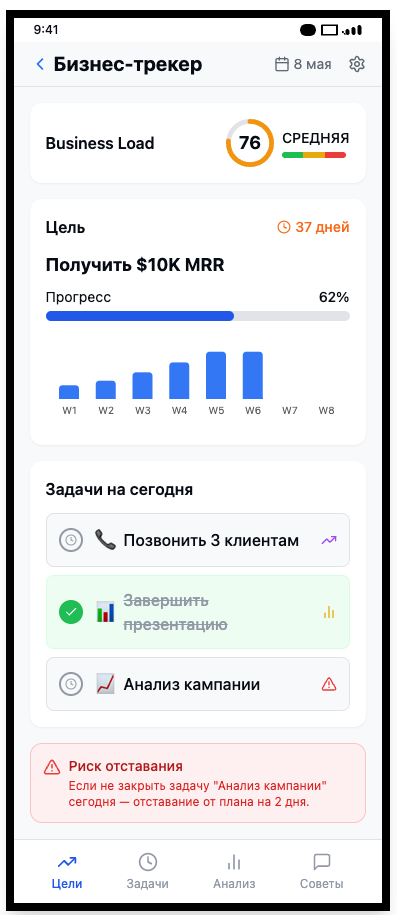 9:41
Бизнес-трекер
8 мая
Business Load
76
СРЕДНЯЯ
Цель
37 дней
Получить $10K MRR
Прогресс
62%
W1 W2 W3 W4 W5 W6 W7 W8
Задачи на сегодня
Позвонить 3 клиентам
Завершить
презентацию
Анализ кампании
Риск отставания
Если не закрыть задачу "Анализ кампании"
сегодня — отставание от плана на 2 дня.
Цели
Задачи
Анализ
Советы